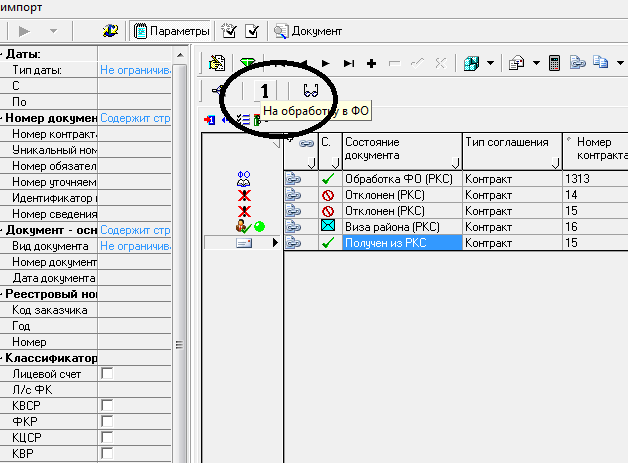 импорт
Параметры
Документ
Даты:
Тип даты: Не ограничива
С
По
Номер докумен Содержит стр
Номер контракта
Уникальный ном
Номер обязател
Номер уточняем
Идентификатор
Номер сведения
Документ - осн Содержит стр
Вид документа Не ограничива
Номер документ
Дата документа
Реестровый но
Код заказчика
Год
Номер
Классификатор
Лицевой счет
Л/с ФК
КВСР
ФКР
КЦСР
КВР
1
На обработку в ФО
С. Состояние документа Тип соглашения Номер контракта
ФО Обработка ФО (РКС) Контракт 1313
Отклонен (РКС) Контракт 14
Отклонен (РКС) Контракт 15
Виза района (РКС) Контракт 16
Получен из РКС Контракт 15